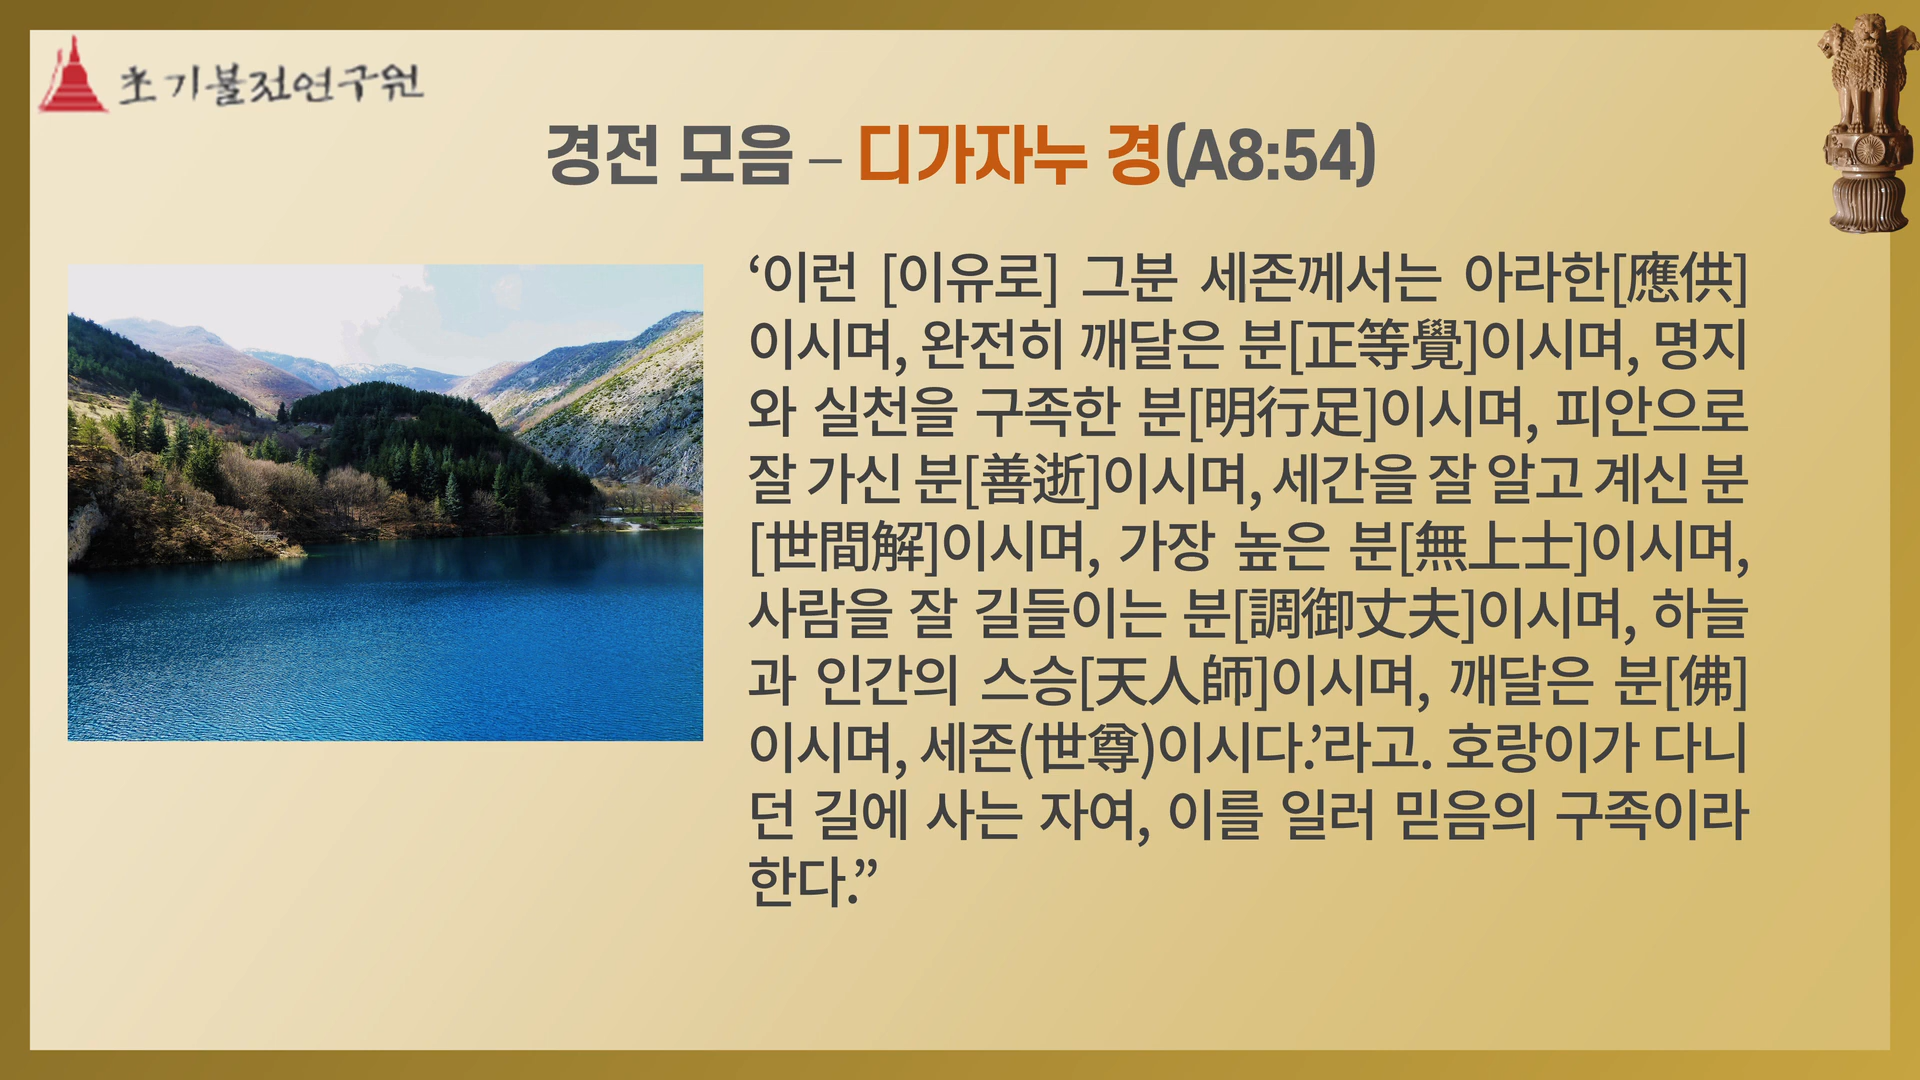 초기불전연구원
경전 모음 – 디가자누 경(A8:54)
‘이런 [이유로] 그분 세존께서는 아라한[應供]
이시며, 완전히 깨달은 분[正等覺]이시며, 명지
와 실천을 구족한 분[明行足]이시며, 피안으로
잘 가신 분[善逝]이시며, 세간을 잘 알고 계신 분
[世間解]이시며, 가장 높은 분[無上士]이시며,
사람을 잘 길들이는 분[調御丈夫]이시며, 하늘
과 인간의 스승[天人師]이시며, 깨달은 분[佛]
이시며, 세존(世尊)이시다.’라고. 호랑이가 다니
던 길에 사는 자여, 이를 일러 믿음의 구족이라
한다.”